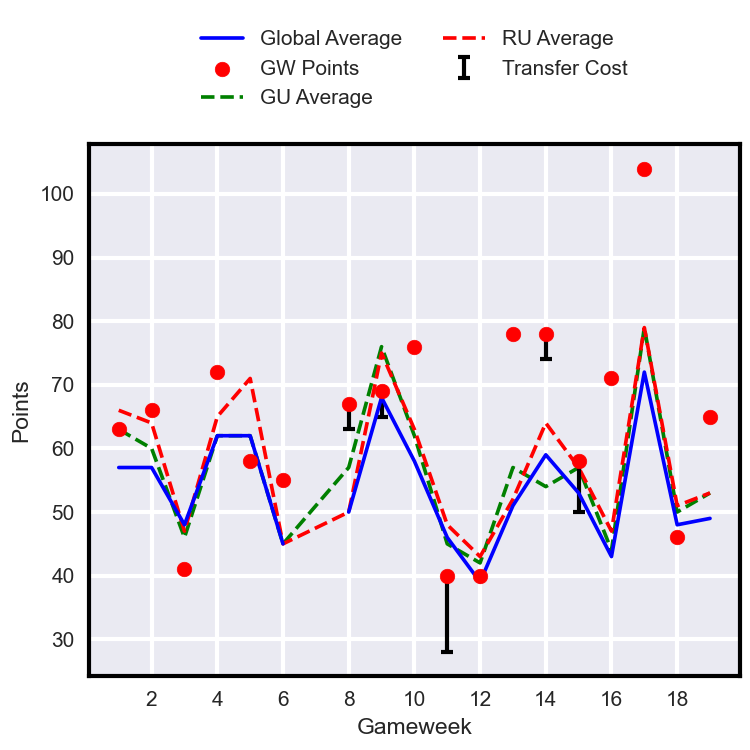 Global Average
GW Points
GU Average
RU Average
Transfer Cost
Points
100
90
80
70
60
50
40
30
2 4 6 8 10 12 14 16 18
Gameweek